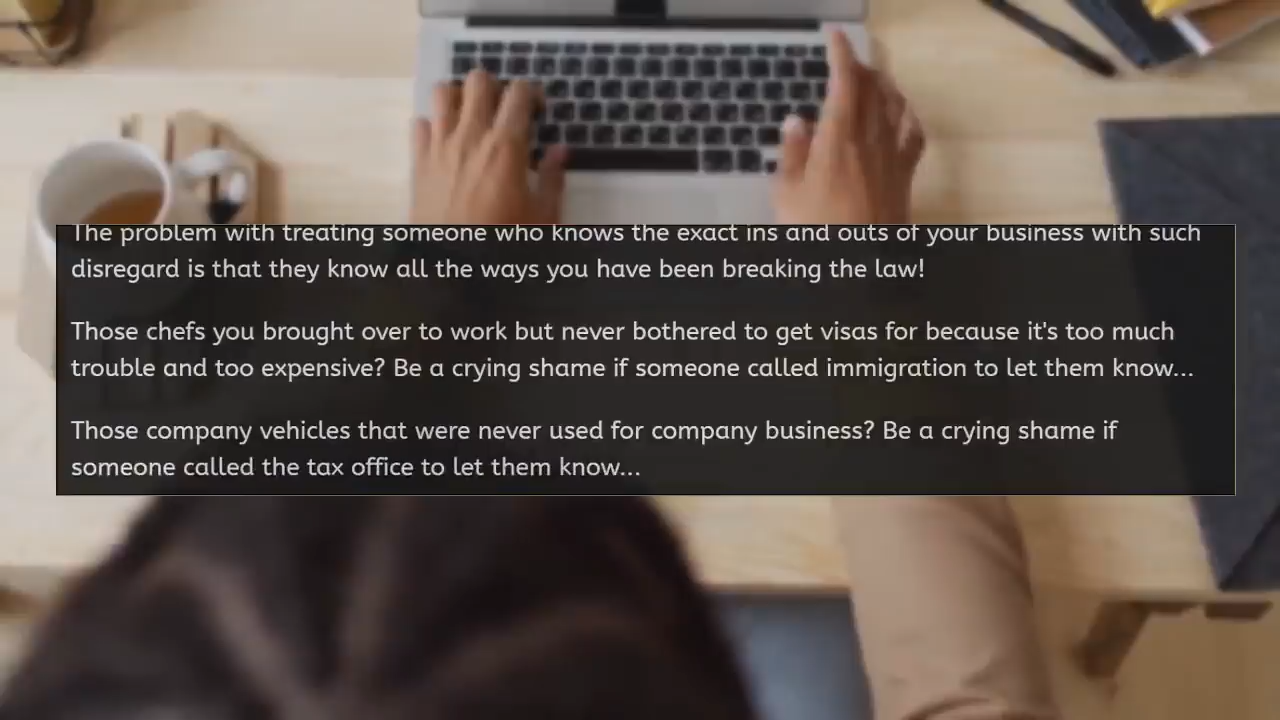 The problem with treating someone who knows the exact ins and outs of your business with such
disregard is that they know all the ways you have been breaking the law!
Those chefs you brought over to work but never bothered to get visas for because it's too much
trouble and too expensive? Be a crying shame if someone called immigration to let them know...
Those company vehicles that were never used for company business? Be a crying shame if
someone called the tax office to let them know...